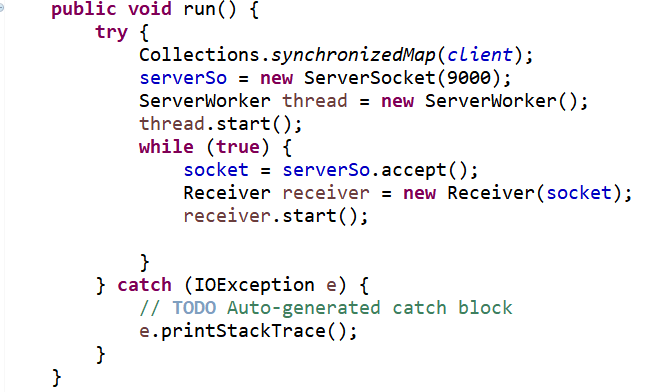 public void run() {
try {
Collections.synchronizedMap(client);
serverSo = new ServerSocket(9000);
ServerWorker thread = new ServerWorker();
thread.start();
while (true) {
socket = serverSo.accept();
Receiver receiver = new Receiver(socket);
receiver.start();
}
} catch (IOException e) {
// TODO Auto-generated catch block
e.printStackTrace();
}
}